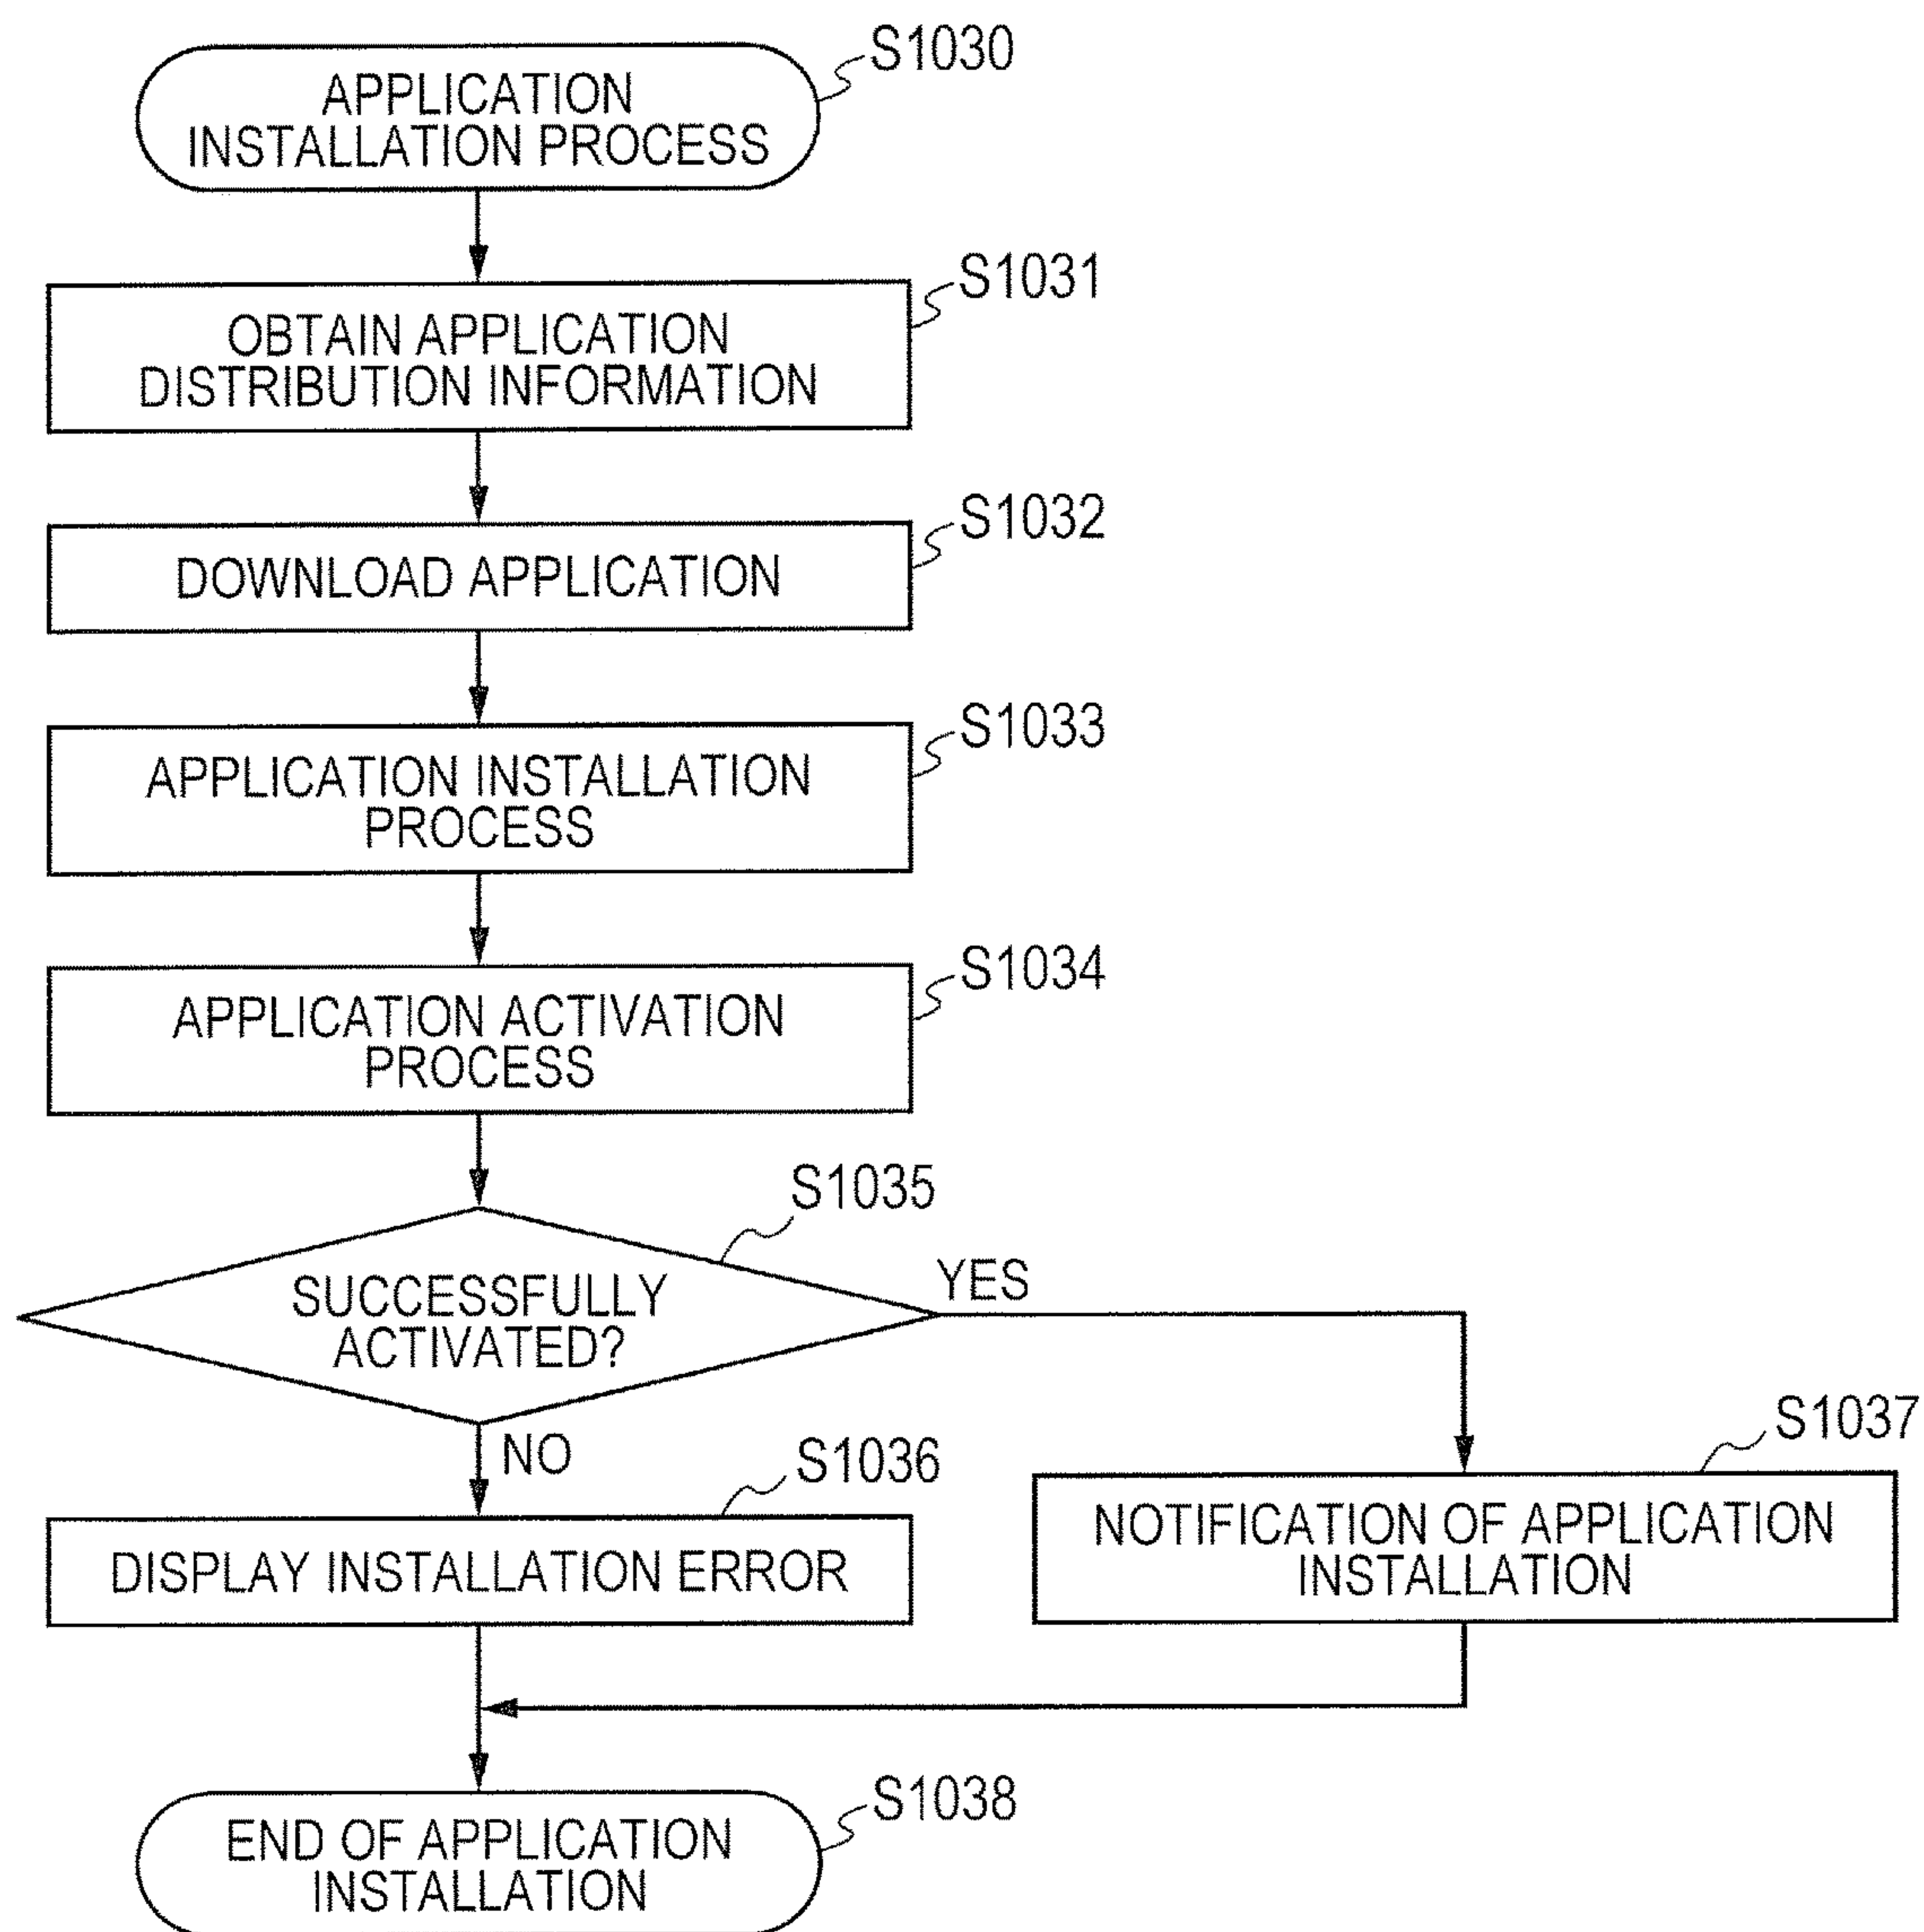 S1030
APPLICATION
INSTALLATION PROCESS
S1031
OBTAIN APPLICATION
DISTRIBUTION INFORMATION
S1032
DOWNLOAD APPLICATION
S1033
APPLICATION INSTALLATION
PROCESS
S1034
APPLICATION ACTIVATION
PROCESS
S1035
SUCCESSFULLY
ACTIVATED?
YES
NO
S1036
DISPLAY INSTALLATION ERROR
S1037
NOTIFICATION OF APPLICATION
INSTALLATION
S1038
END OF APPLICATION
INSTALLATION